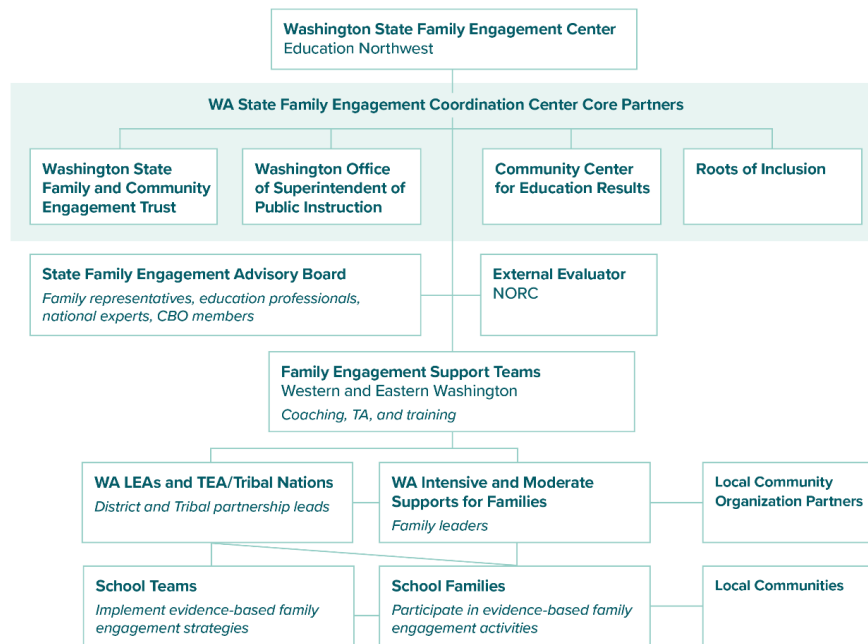 Washington State Family Engagement Center
Education Northwest
WA State Family Engagement Coordination Center Core Partners
Washington State
Family and Community
Engagement Trust
Washington Office
of Superintendent of
Public Instruction
Community Center
for Education Results
Roots of Inclusion
State Family Engagement Advisory Board
Family representatives, education professionals,
national experts, CBO members
External Evaluator
NORC
Family Engagement Support Teams
Western and Eastern Washington
Coaching, TA, and training
WA LEAs and TEA/Tribal Nations
District and Tribal partnership leads
WA Intensive and Moderate
Supports for Families
Family leaders
Local Community
Organization Partners
School Teams
Implement evidence-based family
engagement strategies
School Families
Participate in evidence-based family
engagement activities
Local Communities